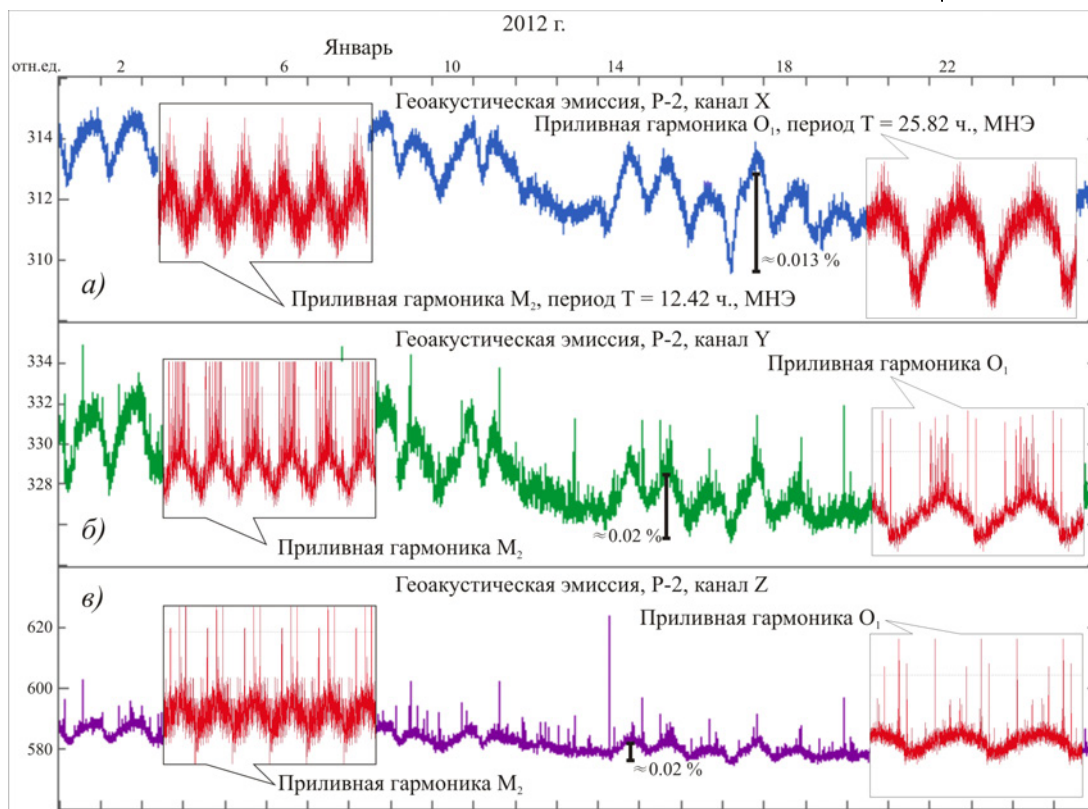 2012 г.
Январь
отн.ед. 2 6 10 14 18 22
Геоакустическая эмиссия, Р-2, канал X
Приливная гармоника O₁, период T = 25.82 ч., МНЭ
314
312
310
≈0.013 %
а)
Приливная гармоника M₂, период T = 12.42 ч., МНЭ
Геоакустическая эмиссия, Р-2, канал Y
334
Приливная гармоника O₁
332
330
328
≈0.02 %
б)
Приливная гармоника M₂
Геоакустическая эмиссия, Р-2, канал Z
в)
Приливная гармоника O₁
620
600
580
≈0.02 %
Приливная гармоника M₂